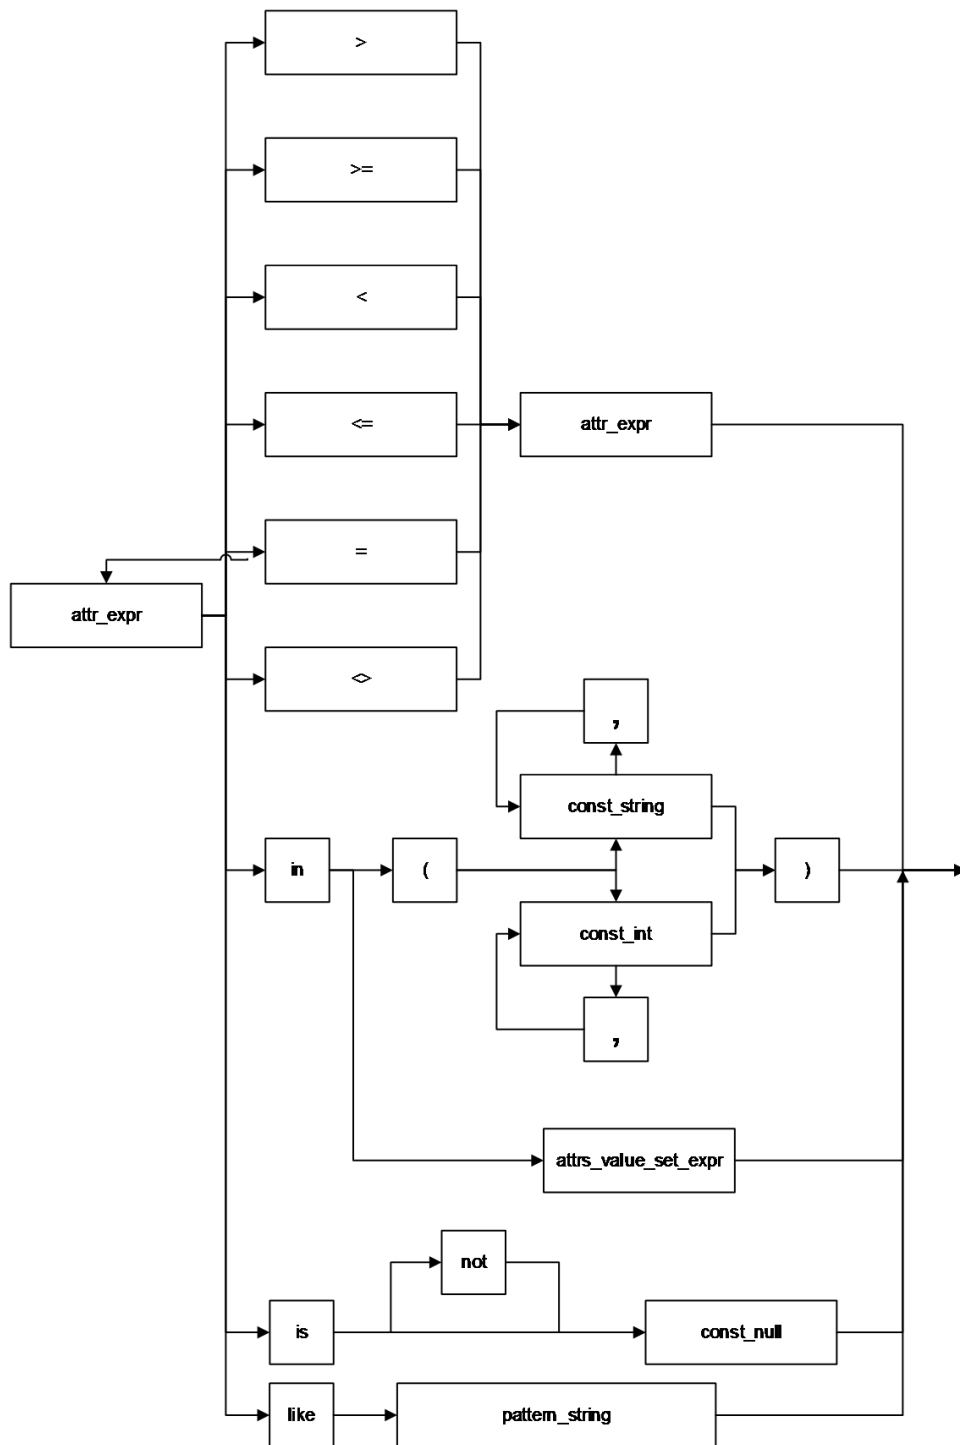 >
>=
<
<=
attr_expr
=
attr_expr
<>
,
const_string
in
(
)
const_int
,
attrs_value_set_expr
not
is
const_null
like
pattern_string